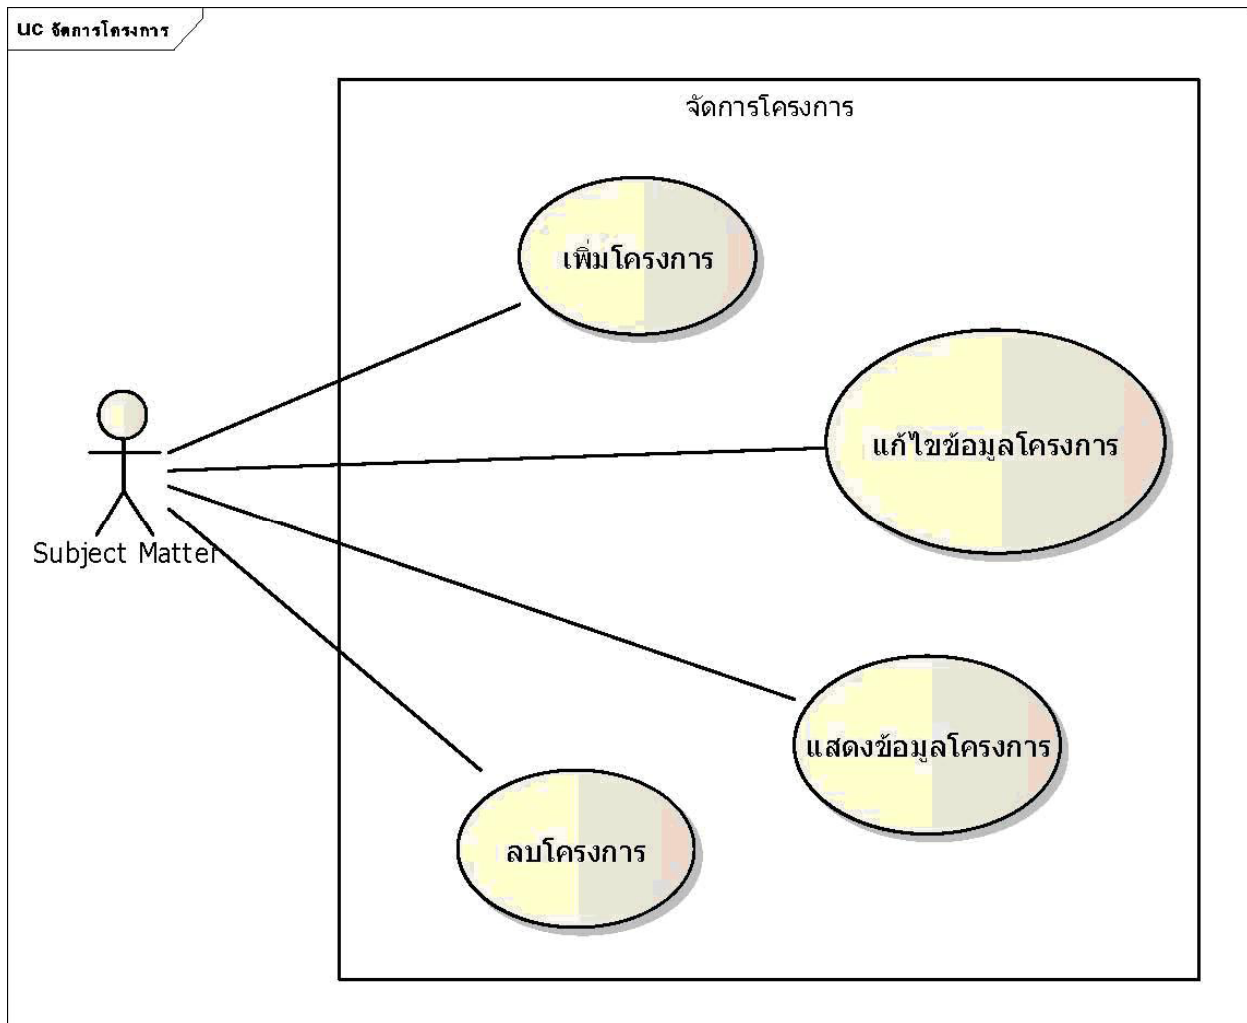 uc จัดการโครงการ
จัดการโครงการ
เพิ่มโครงการ
แก้ไขข้อมูลโครงการ
Subject Matter
แสดงข้อมูลโครงการ
ลบโครงการ